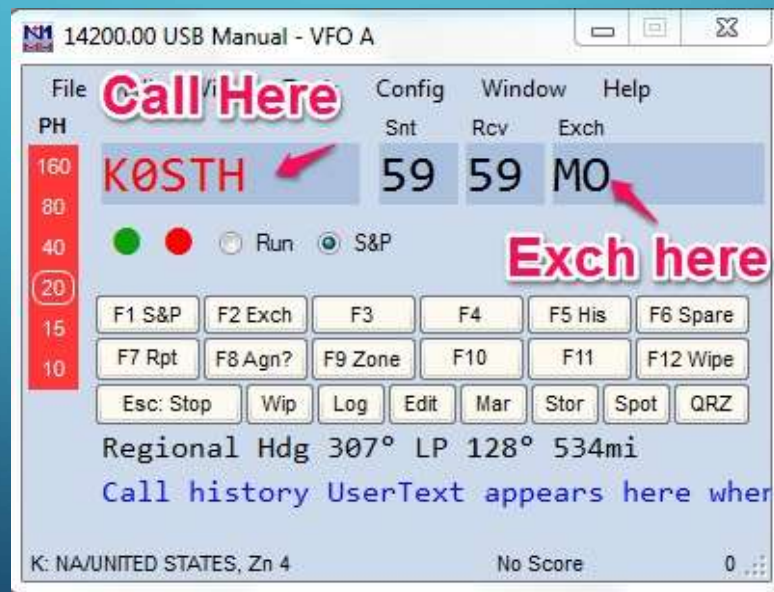 N1MM 14200.00 USB Manual - VFO A
File Config Window Help
Call Here
PH Snt Rcv Exch
160 K0STH 59 59 MO
80
40 Run S&P
Exch here
20
F1 S&P F2 Exch F3 F4 F5 His F6 Spare
15
F7 Rpt F8 Agn? F9 Zone F10 F11 F12 Wipe
10
Esc: Stop Wip Log Edit Mar Stor Spot QRZ
Regional Hdg 307° LP 128° 534mi
Call history UserText appears here when
K: NA/UNITED STATES, Zn 4 No Score 0